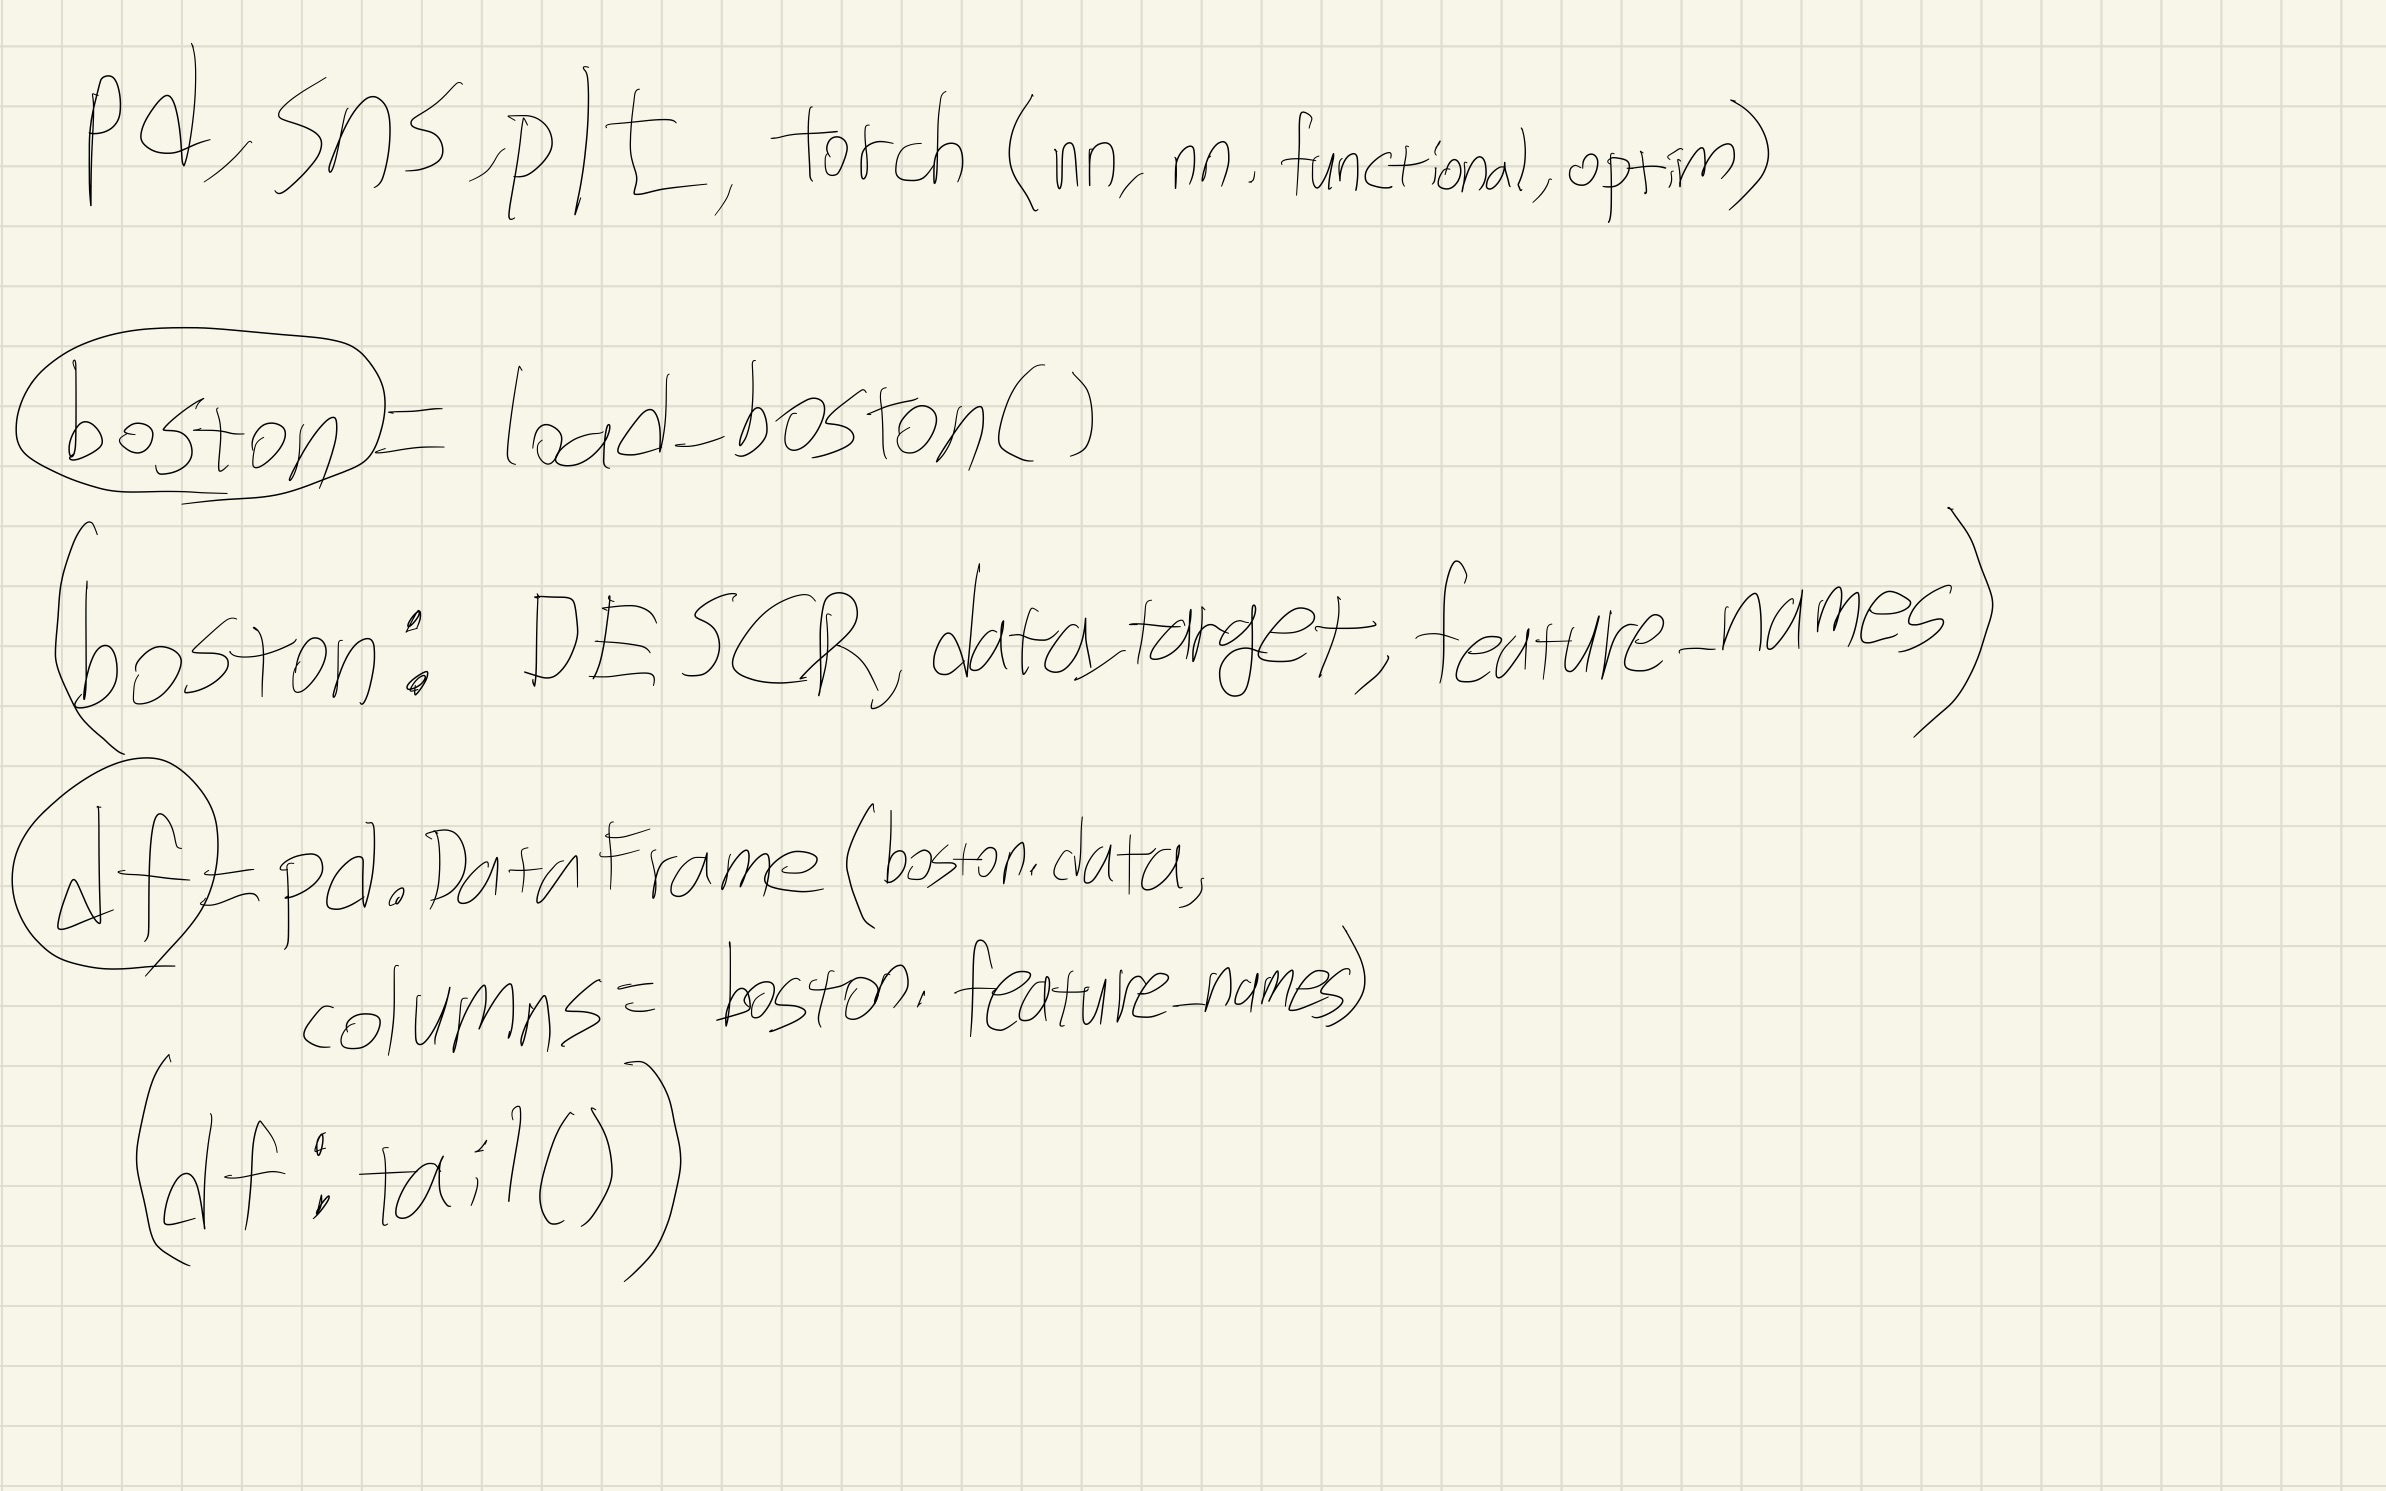 pd, sns, plt, torch (nn, nn. functional, optim)
boston = load_boston()
(boston: DESCR, data, target, feature_names)
df = pd.DataFrame(boston.data,
columns = boston.feature_names)
(df: tail())